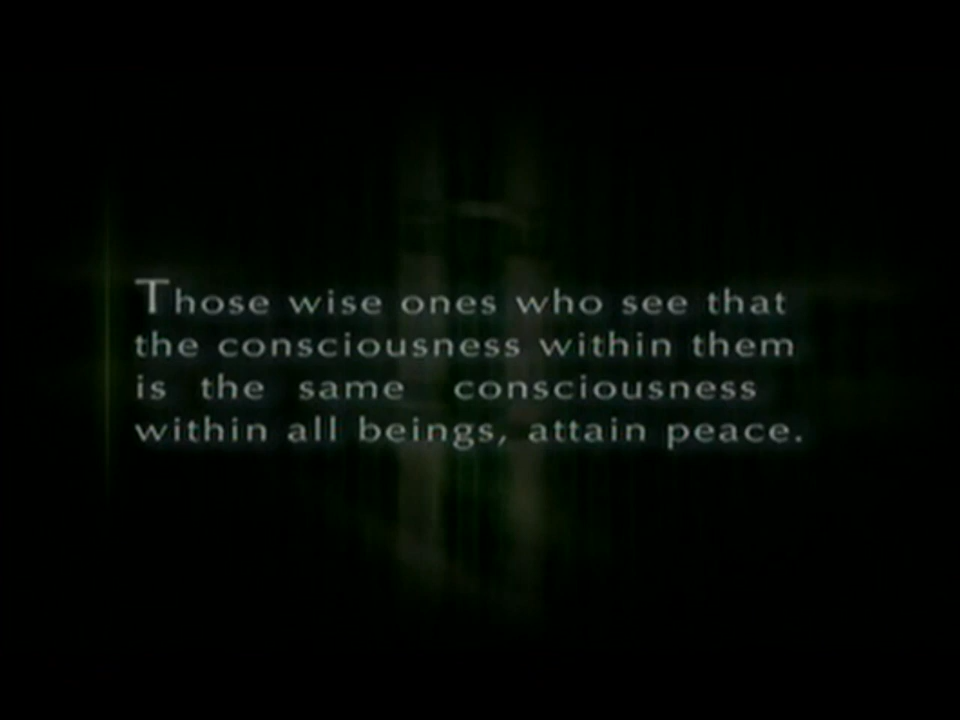 Those wise ones who see that
the consciousness within them
is the same consciousness
within all beings, attain peace.